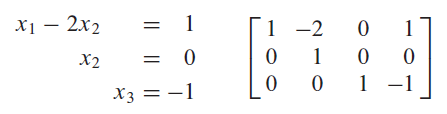 x₁ − 2x₂ = 1 [1 −2 0 1]
x₂ = 0 [0 1 0 0]
x₃ = −1 [0 0 1 −1]